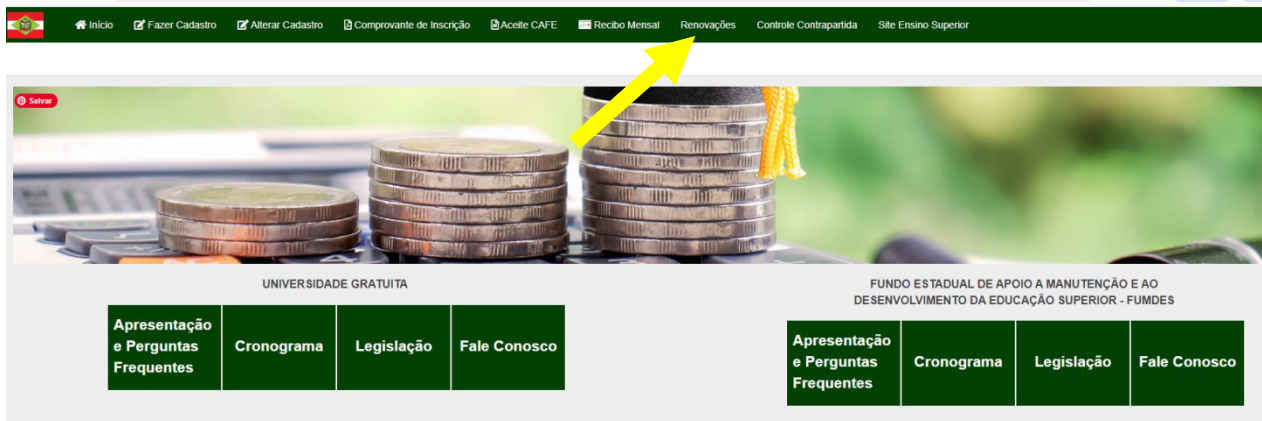 Início Fazer Cadastro Alterar Cadastro Comprovante de Inscrição Aceite CAFE Recibo Mensal Renovações Controle Contrapartida Site Ensino Superior
Salvar
UNIVERSIDADE GRATUITA
Apresentação
e Perguntas
Frequentes
Cronograma
Legislação
Fale Conosco
FUNDO ESTADUAL DE APOIO A MANUTENÇÃO E AO
DESENVOLVIMENTO DA EDUCAÇÃO SUPERIOR - FUMDES
Apresentação
e Perguntas
Frequentes
Cronograma
Legislação
Fale Conosco